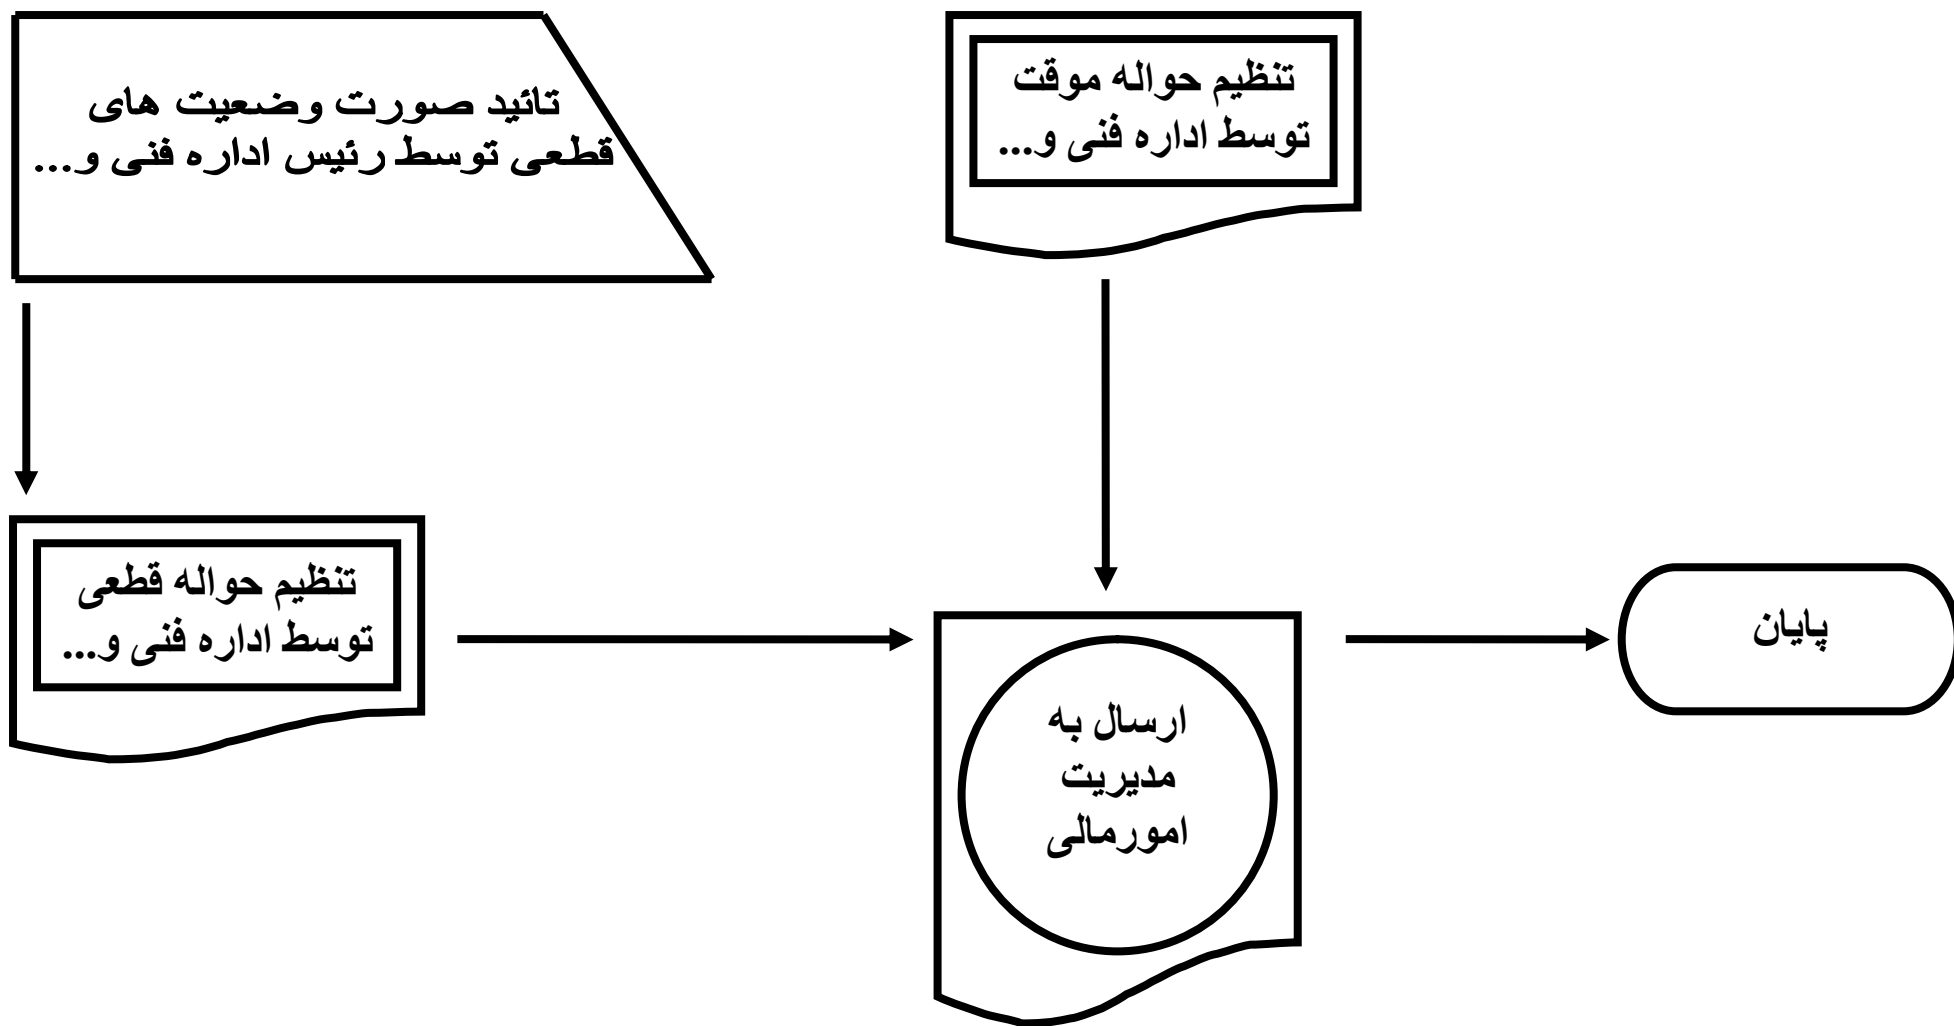 تائید صورت وضعیت های
قطعی توسط رئیس اداره فنی و...
تنظیم حواله موقت
توسط اداره فنی و...
تنظیم حواله قطعی
توسط اداره فنی و...
ارسال به
مدیریت
امورمالی
پایان